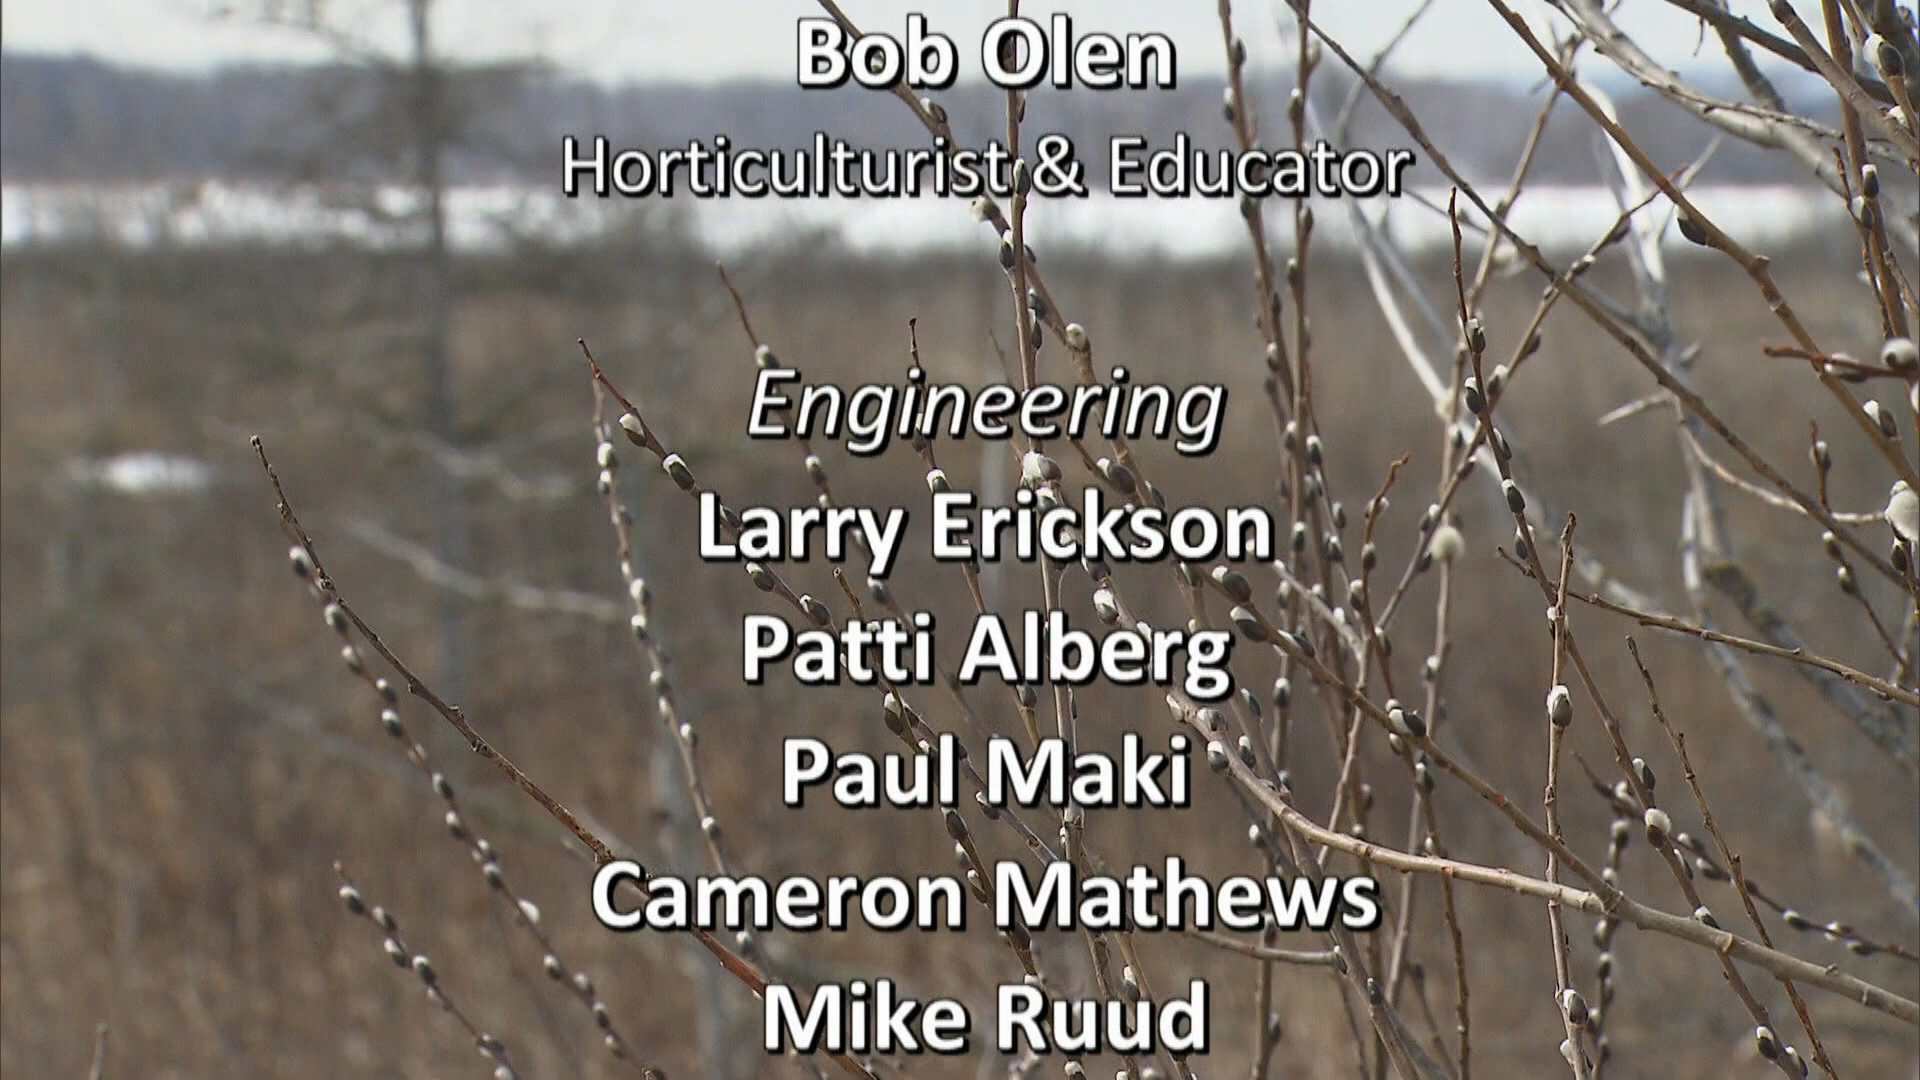 Bob Olen
Horticulturist & Educator
Engineering
Larry Erickson
Patti Alberg
Paul Maki
Cameron Mathews
Mike Ruud